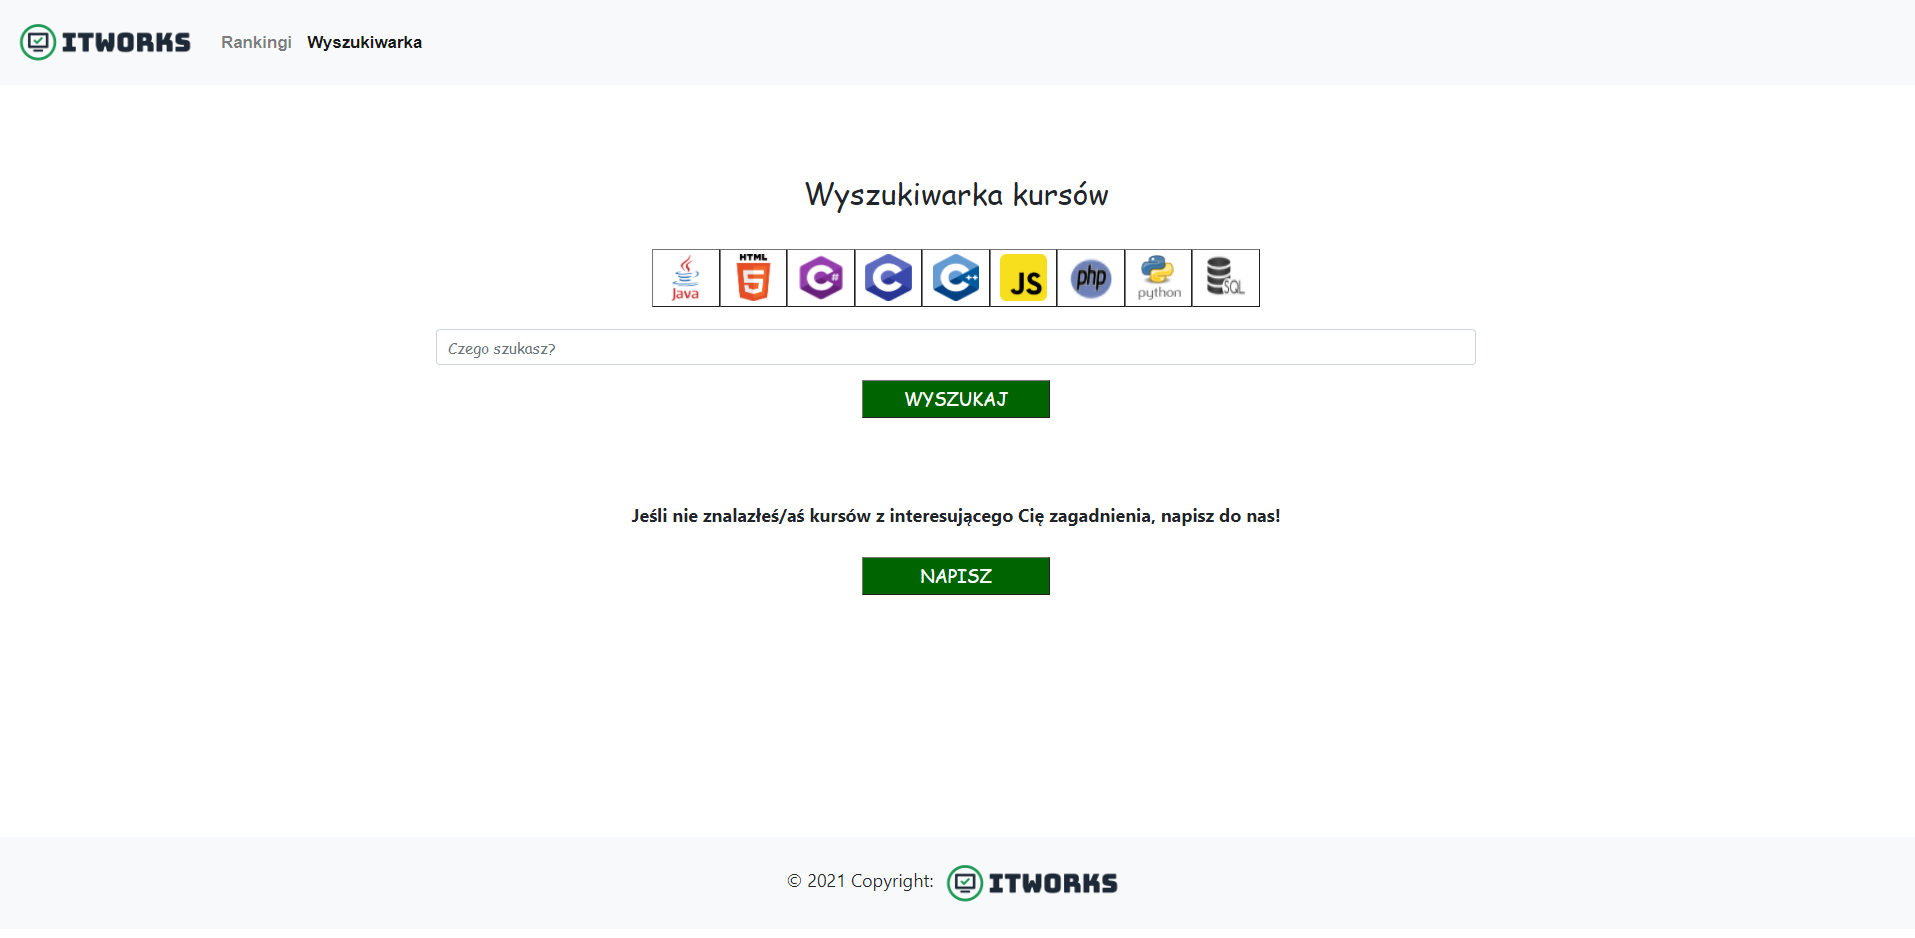 ITWORKS Rankingi Wyszukiwarka
Wyszukiwarka kursów
Java HTML 5 C# C C++ JS php python SQL
Czego szukasz?
WYSZUKAJ
Jeśli nie znalazłeś/aś kursów z interesującego Cię zagadnienia, napisz do nas!
NAPISZ
© 2021 Copyright: ITWORKS